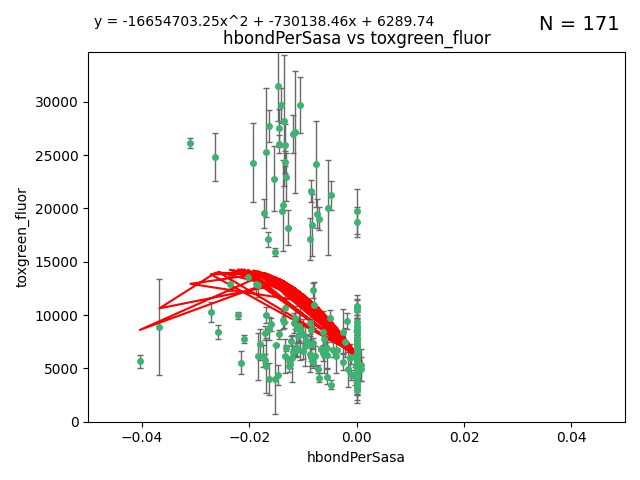 y = -16654703.25x^2 + -730138.46x + 6289.74
N = 171
hbondPerSasa vs toxgreen_fluor
toxgreen_fluor
30000
25000
20000
15000
10000
5000
0
−0.04
−0.02
0.00
0.02
0.04
hbondPerSasa